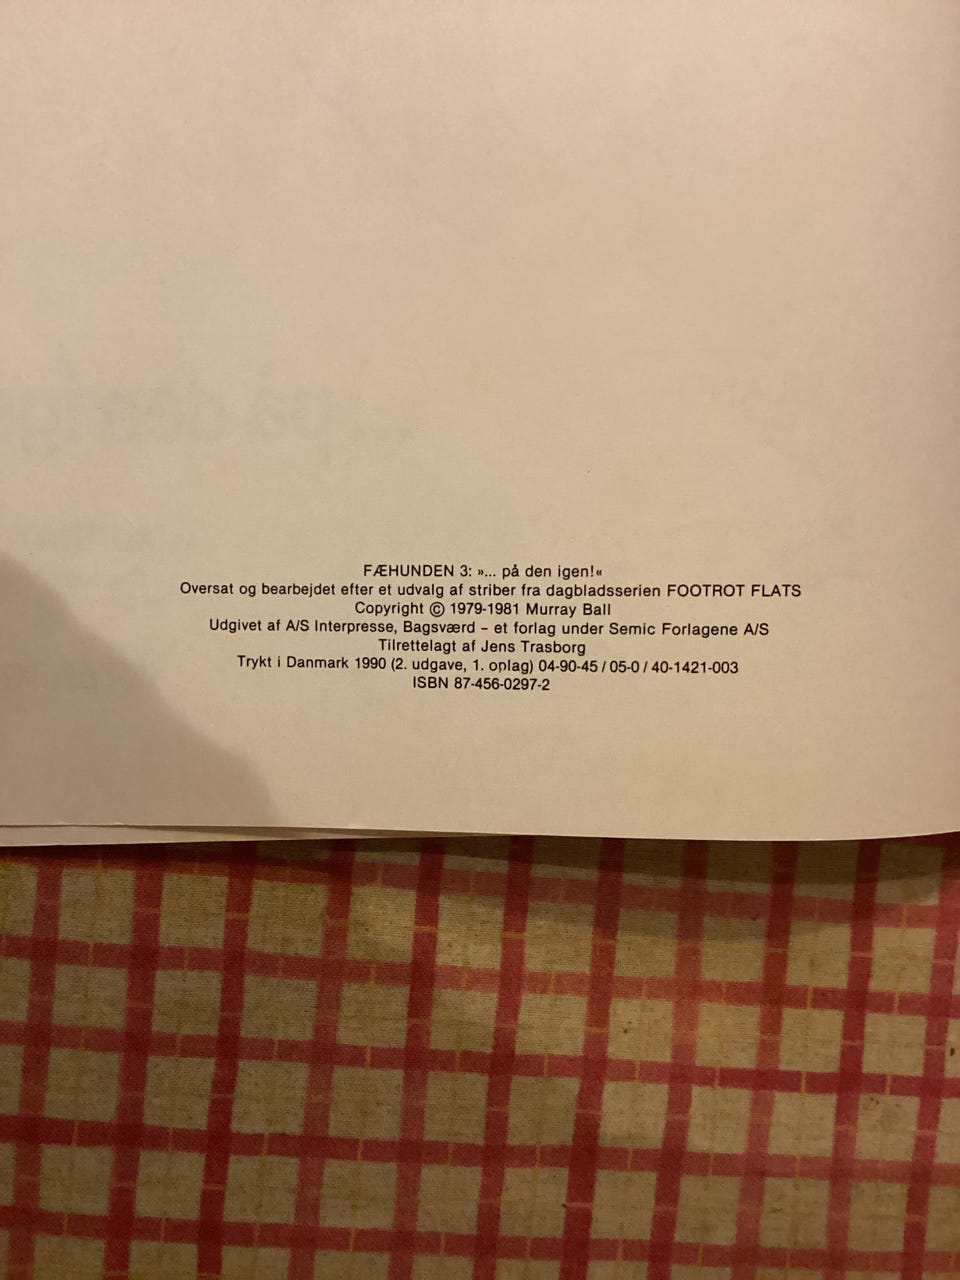 FÆHUNDEN 3: »... på den igen!«
Oversat og bearbejdet efter et udvalg af striber fra dagbladsserien FOOTROT FLATS
Copyright © 1979-1981 Murray Ball
Udgivet af A/S Interpresse, Bagsværd – et forlag under Semic Forlagene A/S
Tilrettelagt af Jens Trasborg
Trykt i Danmark 1990 (2. udgave, 1. oplag) 04-90-45 / 05-0 / 40-1421-003
ISBN 87-456-0297-2